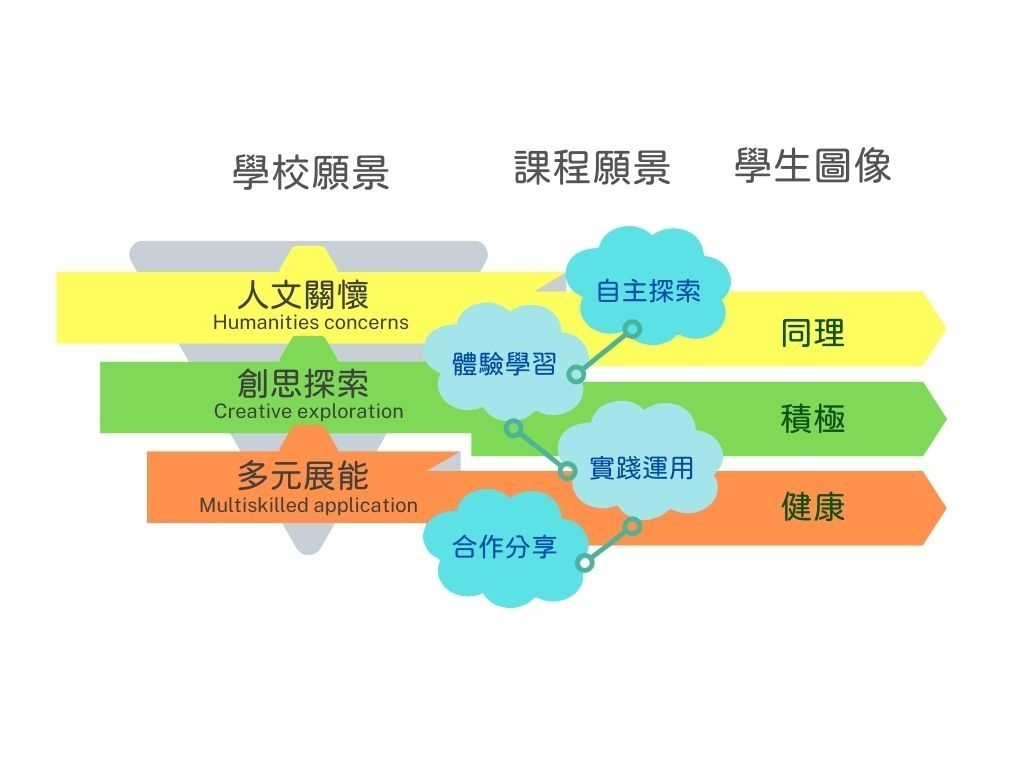 學校願景
課程願景
學生圖像
人文關懷
Humanities concerns
創思探索
Creative exploration
多元展能
Multiskilled application
自主探索
體驗學習
實踐運用
合作分享
同理
積極
健康